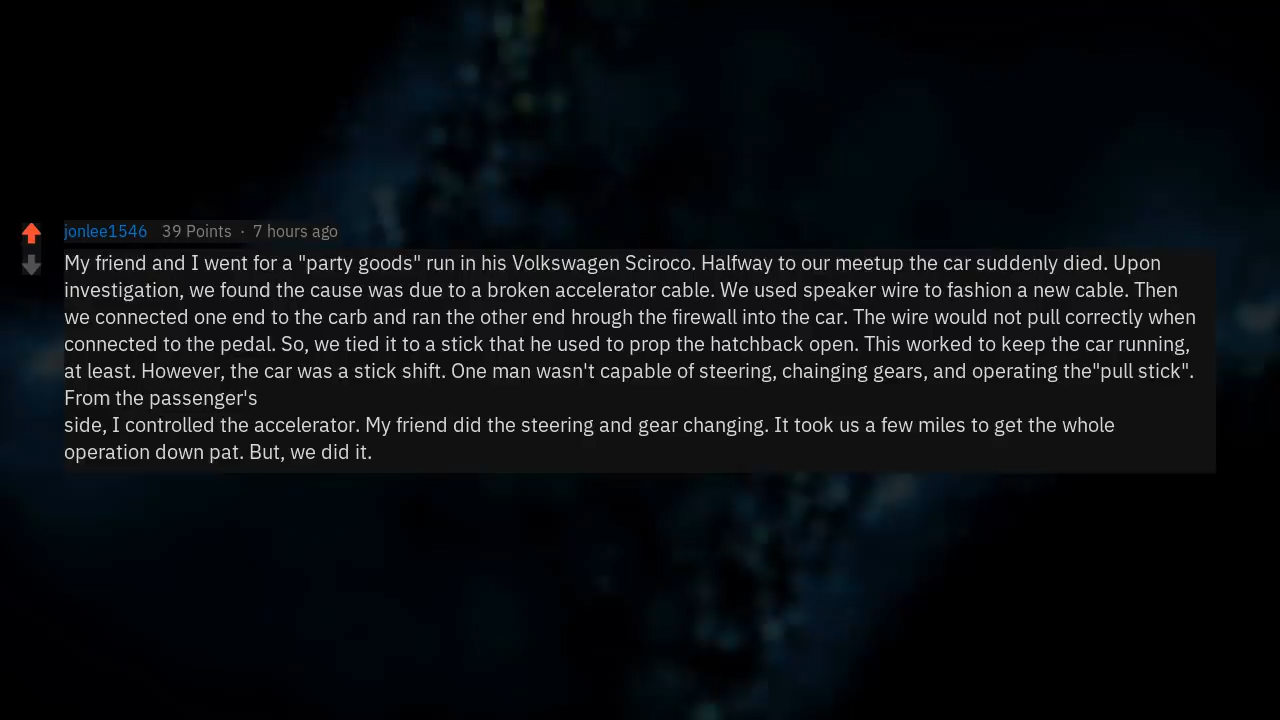 jonlee1546 39 Points · 7 hours ago
My friend and I went for a "party goods" run in his Volkswagen Sciroco. Halfway to our meetup the car suddenly died. Upon
investigation, we found the cause was due to a broken accelerator cable. We used speaker wire to fashion a new cable. Then
we connected one end to the carb and ran the other end hrough the firewall into the car. The wire would not pull correctly when
connected to the pedal. So, we tied it to a stick that he used to prop the hatchback open. This worked to keep the car running,
at least. However, the car was a stick shift. One man wasn't capable of steering, chainging gears, and operating the"pull stick".
From the passenger's
side, I controlled the accelerator. My friend did the steering and gear changing. It took us a few miles to get the whole
operation down pat. But, we did it.